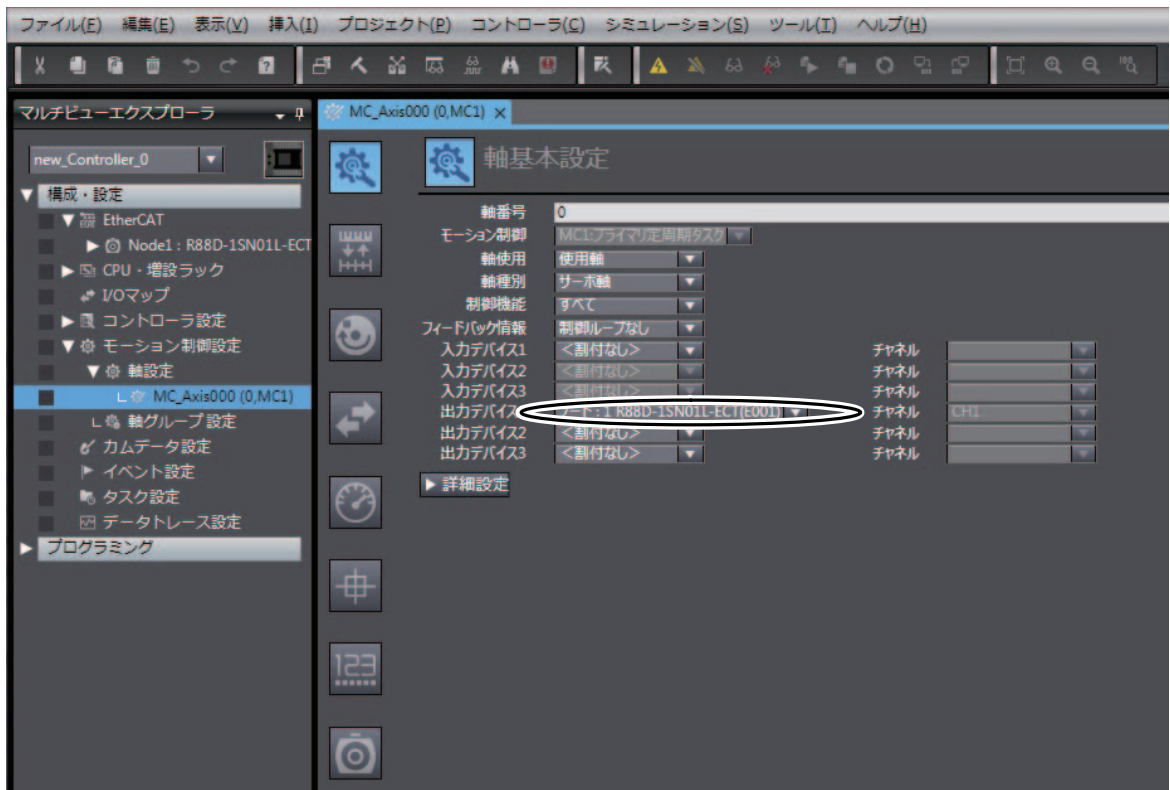 ファイル(F) 編集(E) 表示(V) 挿入(I) プロジェクト(P) コントローラ(C) シミュレーション(S) ツール(T) ヘルプ(H)
マルチビューエクスプローラ
new_Controller_0
構成・設定
EtherCAT
Node1 : R88D-1SN01L-ECT
CPU・増設ラック
I/Oマップ
コントローラ設定
モーション制御設定
軸設定
MC_Axis000 (0,MC1)
軸グループ設定
カムデータ設定
イベント設定
タスク設定
データトレース設定
プログラミング
MC_Axis000 (0,MC1)
軸基本設定
軸番号 0
モーション制御 MC1:プライマリ定周期タスク
軸使用 使用軸
軸種別 サーボ軸
制御機能 すべて
フィードバック情報 制御ループなし
入力デバイス1 <割付なし> チャネル
入力デバイス2 <割付なし> チャネル
入力デバイス3 <割付なし> チャネル
出力デバイス ノード : 1 R88D-1SN01L-ECT(E001) チャネル CH1
出力デバイス2 <割付なし> チャネル
出力デバイス3 <割付なし> チャネル
詳細設定
123